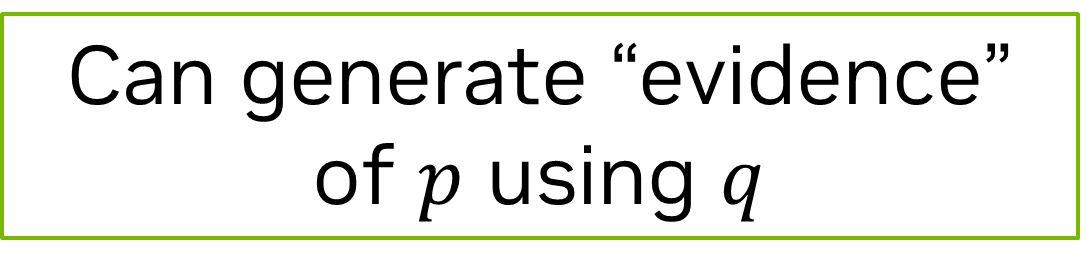 Can generate “evidence”
of p using q